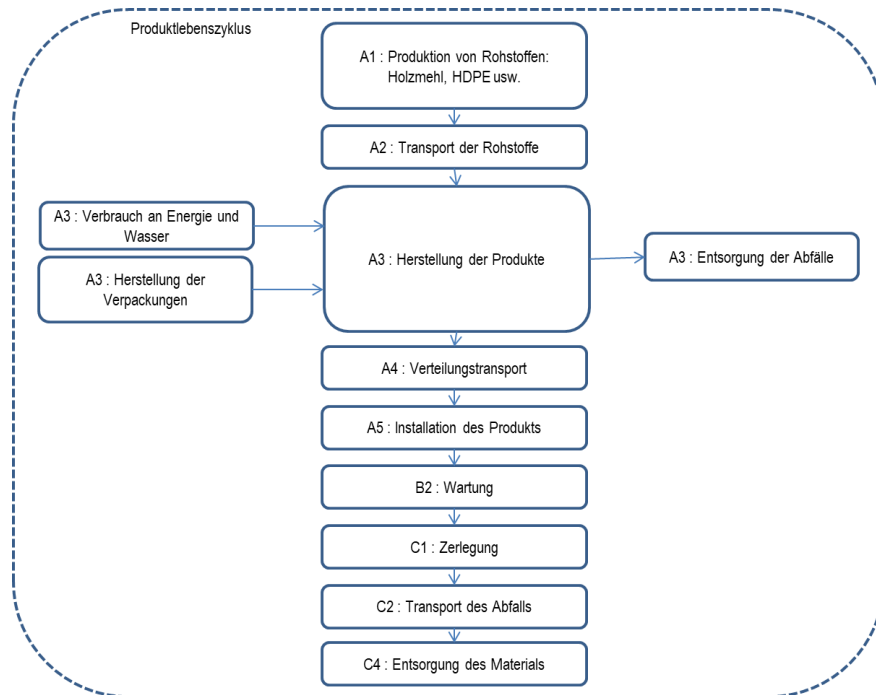 Produktlebenszyklus
A1 : Produktion von Rohstoffen:
Holzmehl, HDPE usw.
A2 : Transport der Rohstoffe
A3 : Verbrauch an Energie und
Wasser
A3 : Herstellung der
Verpackungen
A3 : Herstellung der Produkte
A3 : Entsorgung der Abfälle
A4 : Verteilungstransport
A5 : Installation des Produkts
B2 : Wartung
C1 : Zerlegung
C2 : Transport des Abfalls
C4 : Entsorgung des Materials